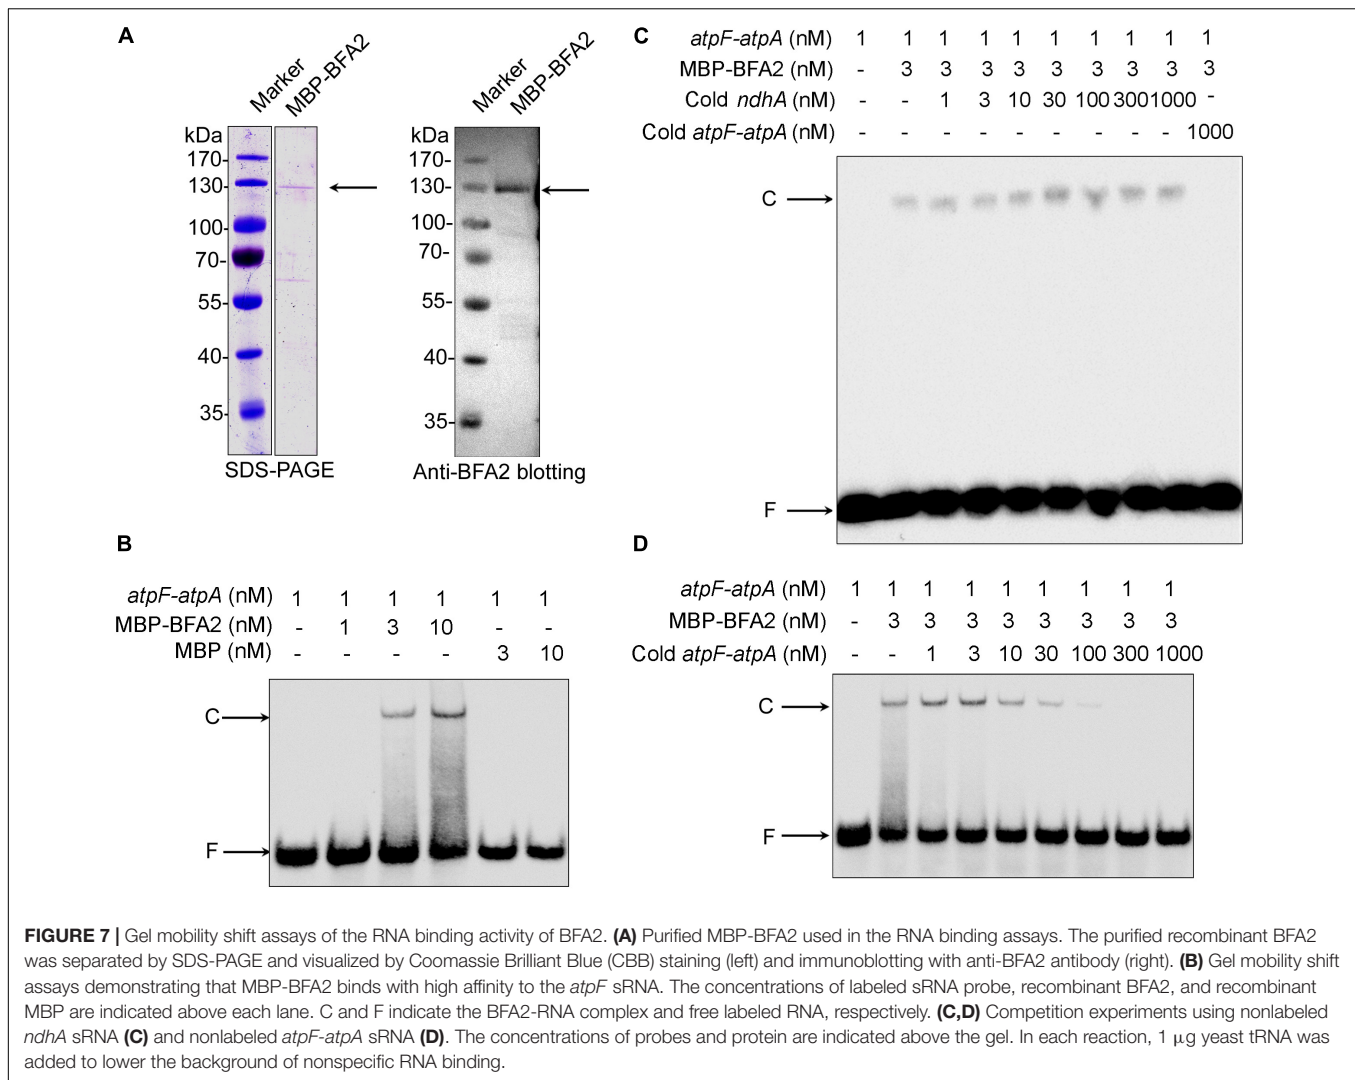 A
Marker
MBP-BFA2
kDa
170-
130-
100-
70-
55-
40-
35-
SDS-PAGE
Marker
MBP-BFA2
kDa
170-
130-
100-
70-
55-
40-
35-
Anti-BFA2 blotting
B
atpF-atpA (nM) 1 1 1 1 1 1
MBP-BFA2 (nM) - 1 3 10 - -
MBP (nM) - - - - 3 10
C
F
C
atpF-atpA (nM) 1 1 1 1 1 1 1 1 1 1
MBP-BFA2 (nM) - 3 3 3 3 3 3 3 3 3
Cold ndhA (nM) - - 1 3 10 30 100 300 1000 -
Cold atpF-atpA (nM) - - - - - - - - - 1000
C
F
D
atpF-atpA (nM) 1 1 1 1 1 1 1 1 1
MBP-BFA2 (nM) - 3 3 3 3 3 3 3 3
Cold atpF-atpA (nM) - - 1 3 10 30 100 300 1000
C
F
FIGURE 7 | Gel mobility shift assays of the RNA binding activity of BFA2. (A) Purified MBP-BFA2 used in the RNA binding assays. The purified recombinant BFA2
was separated by SDS-PAGE and visualized by Coomassie Brilliant Blue (CBB) staining (left) and immunoblotting with anti-BFA2 antibody (right). (B) Gel mobility shift
assays demonstrating that MBP-BFA2 binds with high affinity to the atpF sRNA. The concentrations of labeled sRNA probe, recombinant BFA2, and recombinant
MBP are indicated above each lane. C and F indicate the BFA2-RNA complex and free labeled RNA, respectively. (C,D) Competition experiments using nonlabeled
ndhA sRNA (C) and nonlabeled atpF-atpA sRNA (D). The concentrations of probes and protein are indicated above the gel. In each reaction, 1 μg yeast tRNA was
added to lower the background of nonspecific RNA binding.